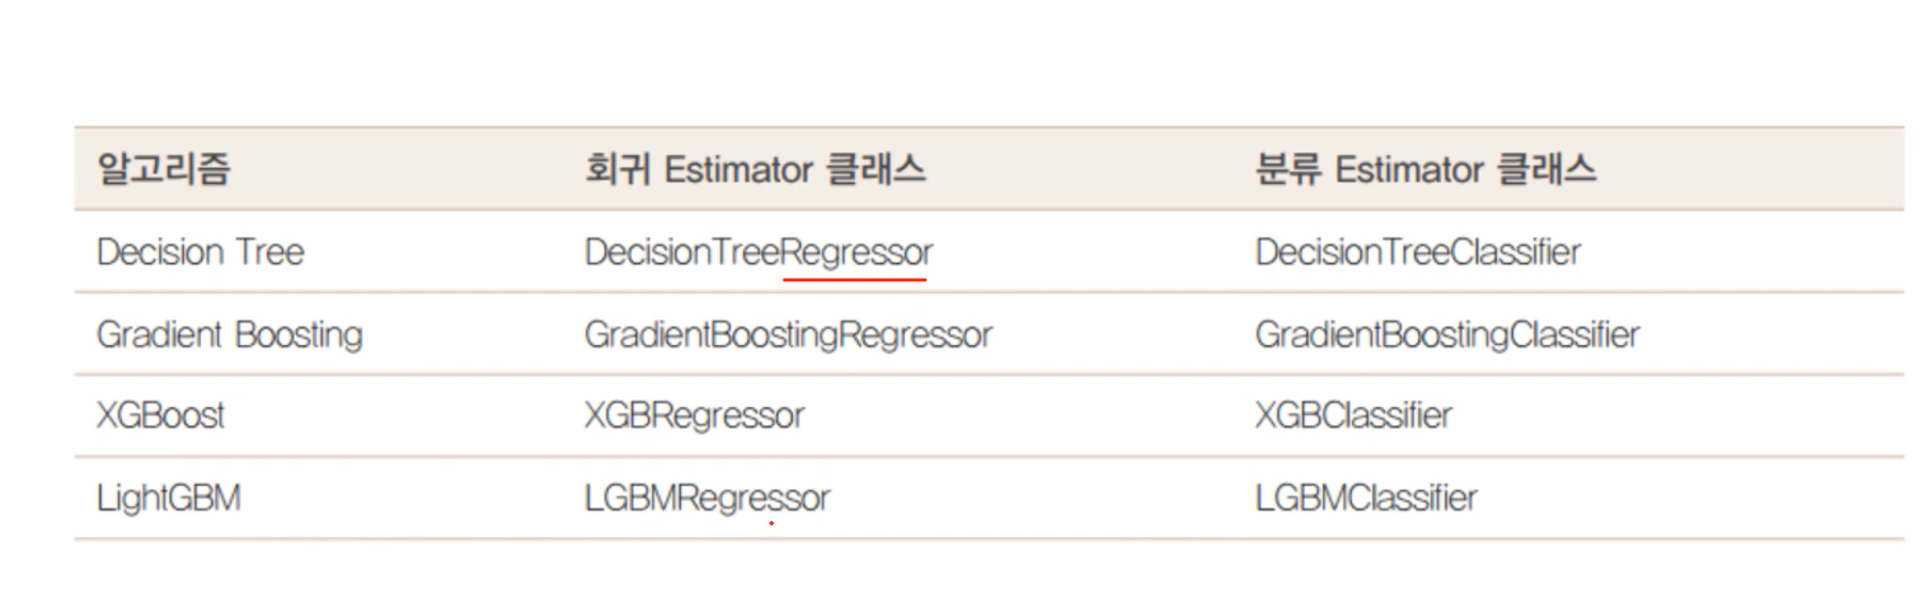 알고리즘 회귀 Estimator 클래스 분류 Estimator 클래스
Decision Tree DecisionTreeRegressor DecisionTreeClassifier
Gradient Boosting GradientBoostingRegressor GradientBoostingClassifier
XGBoost XGBRegressor XGBClassifier
LightGBM LGBMRegressor LGBMClassifier